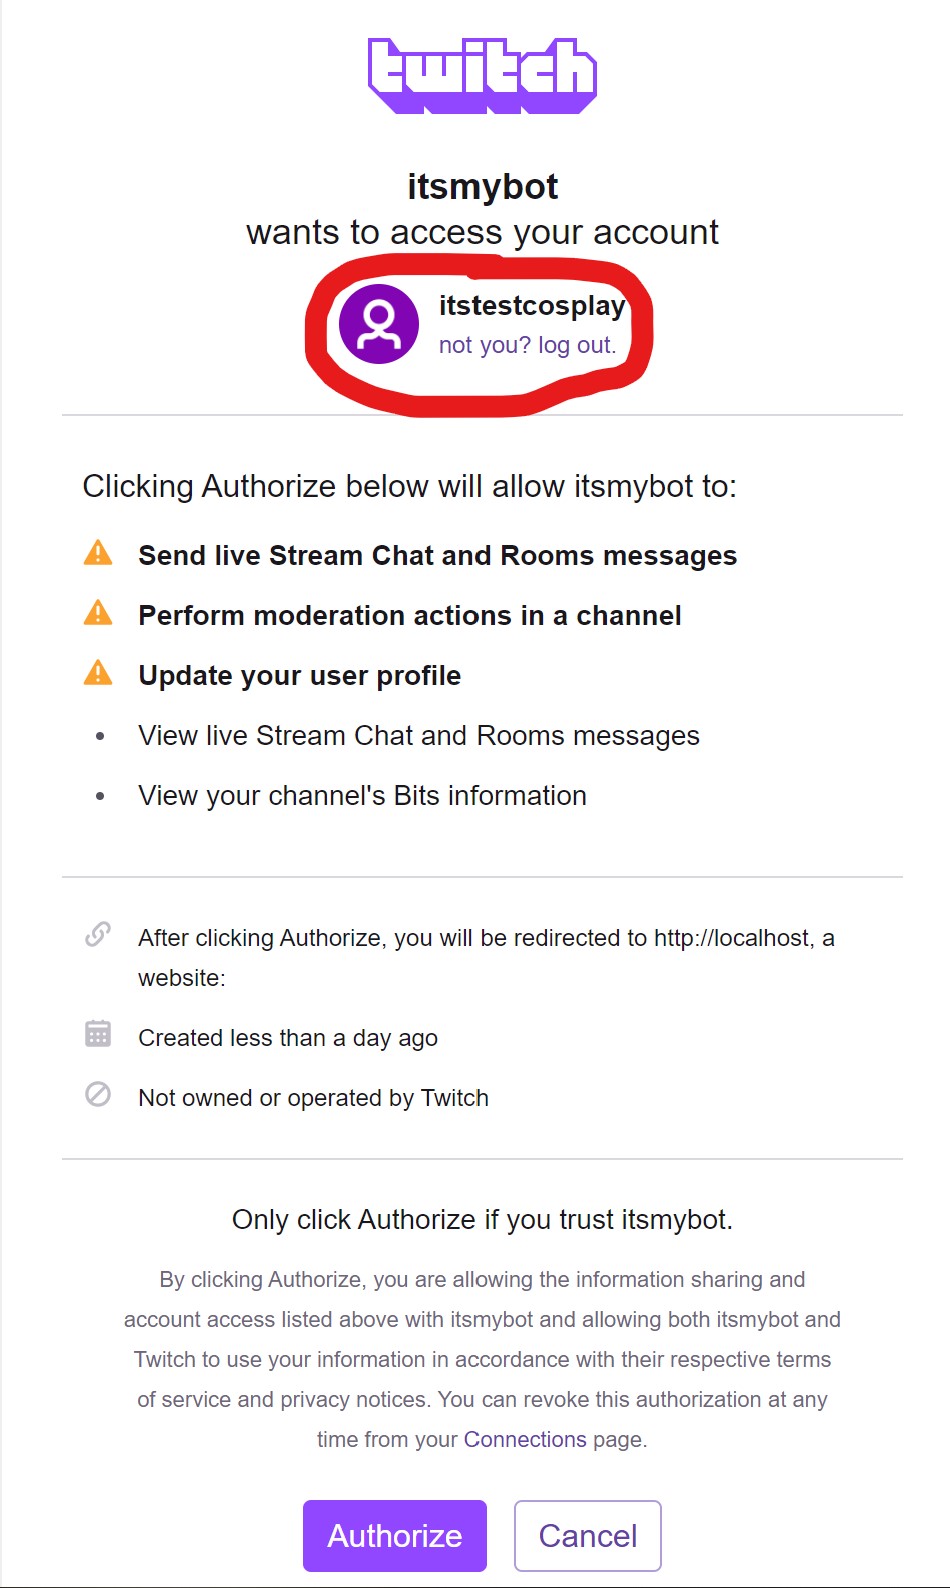 twitch
itsmybot
wants to access your account
itstestcosplay
not you? log out.
Clicking Authorize below will allow itsmybot to:
Send live Stream Chat and Rooms messages
Perform moderation actions in a channel
Update your user profile
View live Stream Chat and Rooms messages
View your channel's Bits information
After clicking Authorize, you will be redirected to http://localhost, a
website:
Created less than a day ago
Not owned or operated by Twitch
Only click Authorize if you trust itsmybot.
By clicking Authorize, you are allowing the information sharing and
account access listed above with itsmybot and allowing both itsmybot and
Twitch to use your information in accordance with their respective terms
of service and privacy notices. You can revoke this authorization at any
time from your Connections page.
Authorize Cancel